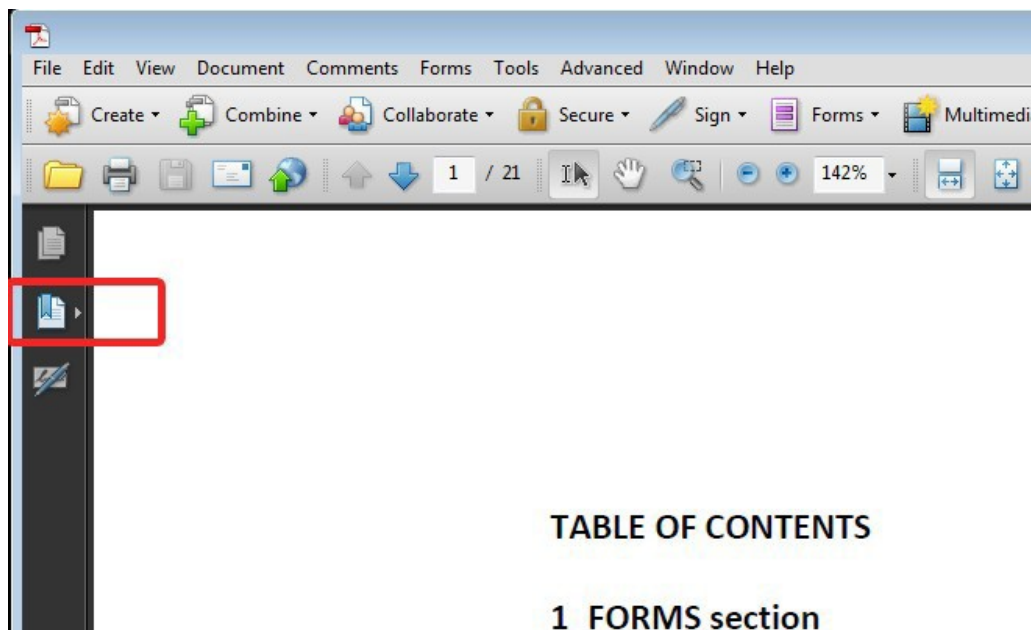 File Edit View Document Comments Forms Tools Advanced Window Help
Create Combine Collaborate Secure Sign Forms Multimedi
1 / 21 142%
TABLE OF CONTENTS
1 FORMS section